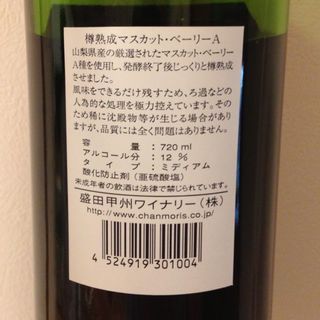 樽熟成マスカット・ベーリーA
山梨県産の厳選されたマスカット・ベーリー
A種を使用し、発酵終了後じっくりと樽熟成
させました。
風味をできるだけ残すため、ろ過などの
人為的な処理を極力控えています。その
ため稀に沈殿物等が生じる場合があり
ますが、品質には全く問題はありません。
容量：720ml
アルコール分：12%
タイプ：ミディアム
酸化防止剤（亜硫酸塩）
未成年者の飲酒は法律で禁じられています。
盛田甲州ワイナリー（株）
http://www.chanmoris.co.jp/
4 524919 301004